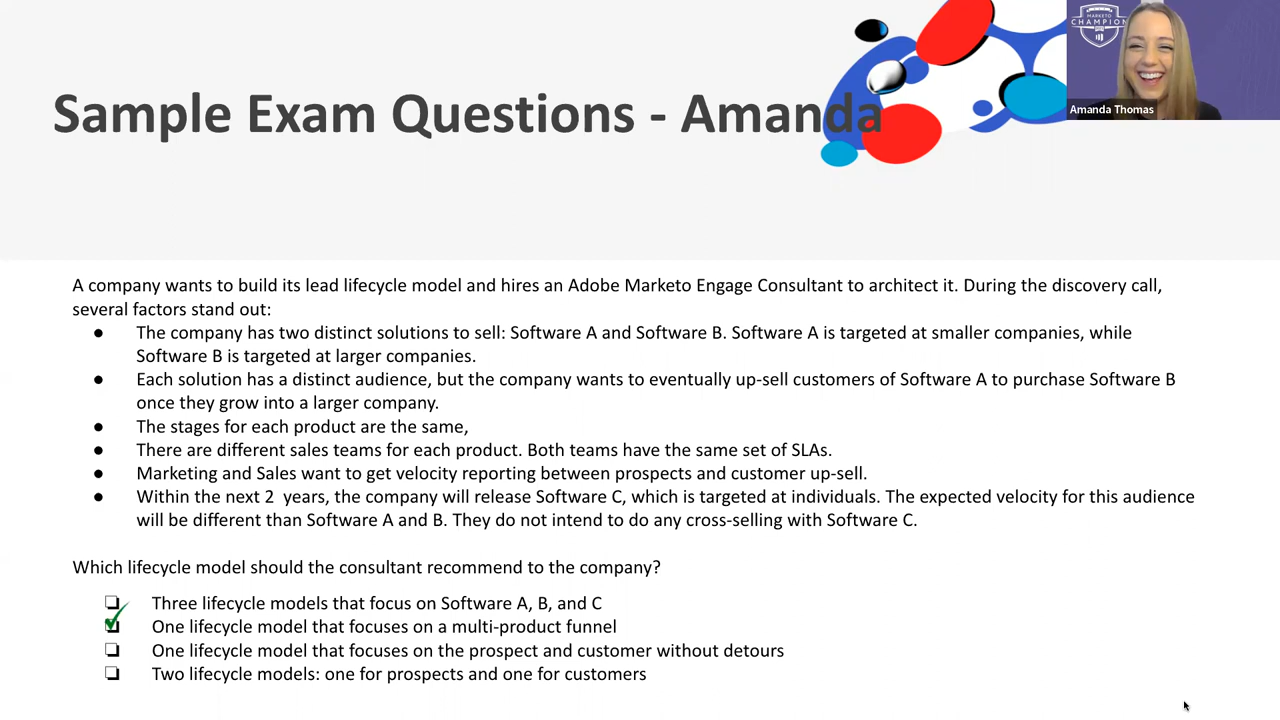 MARKETO
CHAMPION
Amanda Thomas
Sample Exam Questions - Amanda
A company wants to build its lead lifecycle model and hires an Adobe Marketo Engage Consultant to architect it. During the discovery call,
several factors stand out:
● The company has two distinct solutions to sell: Software A and Software B. Software A is targeted at smaller companies, while
Software B is targeted at larger companies.
● Each solution has a distinct audience, but the company wants to eventually up-sell customers of Software A to purchase Software B
once they grow into a larger company.
● The stages for each product are the same,
● There are different sales teams for each product. Both teams have the same set of SLAs.
● Marketing and Sales want to get velocity reporting between prospects and customer up-sell.
● Within the next 2 years, the company will release Software C, which is targeted at individuals. The expected velocity for this audience
will be different than Software A and B. They do not intend to do any cross-selling with Software C.
Which lifecycle model should the consultant recommend to the company?
❏ Three lifecycle models that focus on Software A, B, and C
❏ One lifecycle model that focuses on a multi-product funnel
❏ One lifecycle model that focuses on the prospect and customer without detours
❏ Two lifecycle models: one for prospects and one for customers